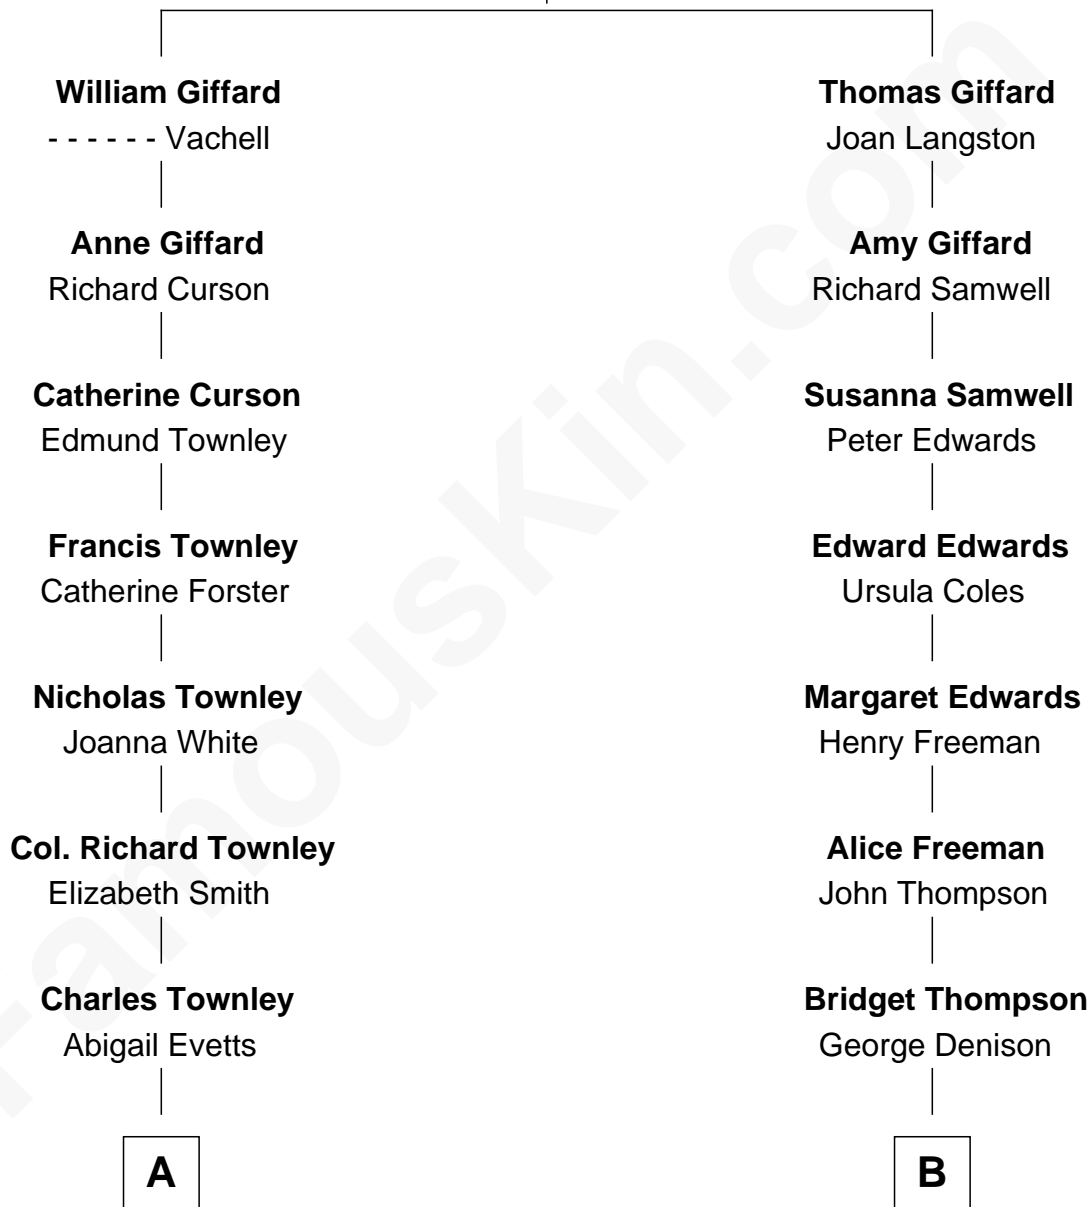 William Giffard
- - - - - - Vachell
Anne Giffard
Richard Curson
Catherine Curson
Edmund Townley
Francis Townley
Catherine Forster
Nicholas Townley
Joanna White
Col. Richard Townley
Elizabeth Smith
Charles Townley
Abigail Evetts
A
Thomas Giffard
Joan Langston
Amy Giffard
Richard Samwell
Susanna Samwell
Peter Edwards
Edward Edwards
Ursula Coles
Margaret Edwards
Henry Freeman
Alice Freeman
John Thompson
Bridget Thompson
George Denison
B
FamousKin.com